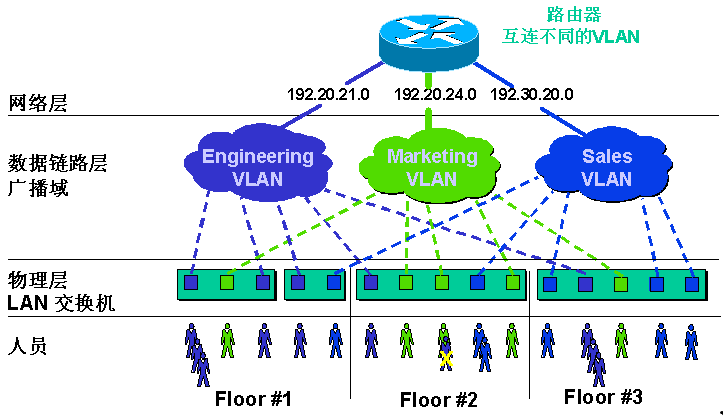 路由器
互连不同的VLAN
192.20.21.0
192.20.24.0
192.30.20.0
网络层
数据链路层
广播域
Engineering
VLAN
Marketing
VLAN
Sales
VLAN
物理层
LAN 交换机
人员
Floor #1
Floor #2
Floor #3